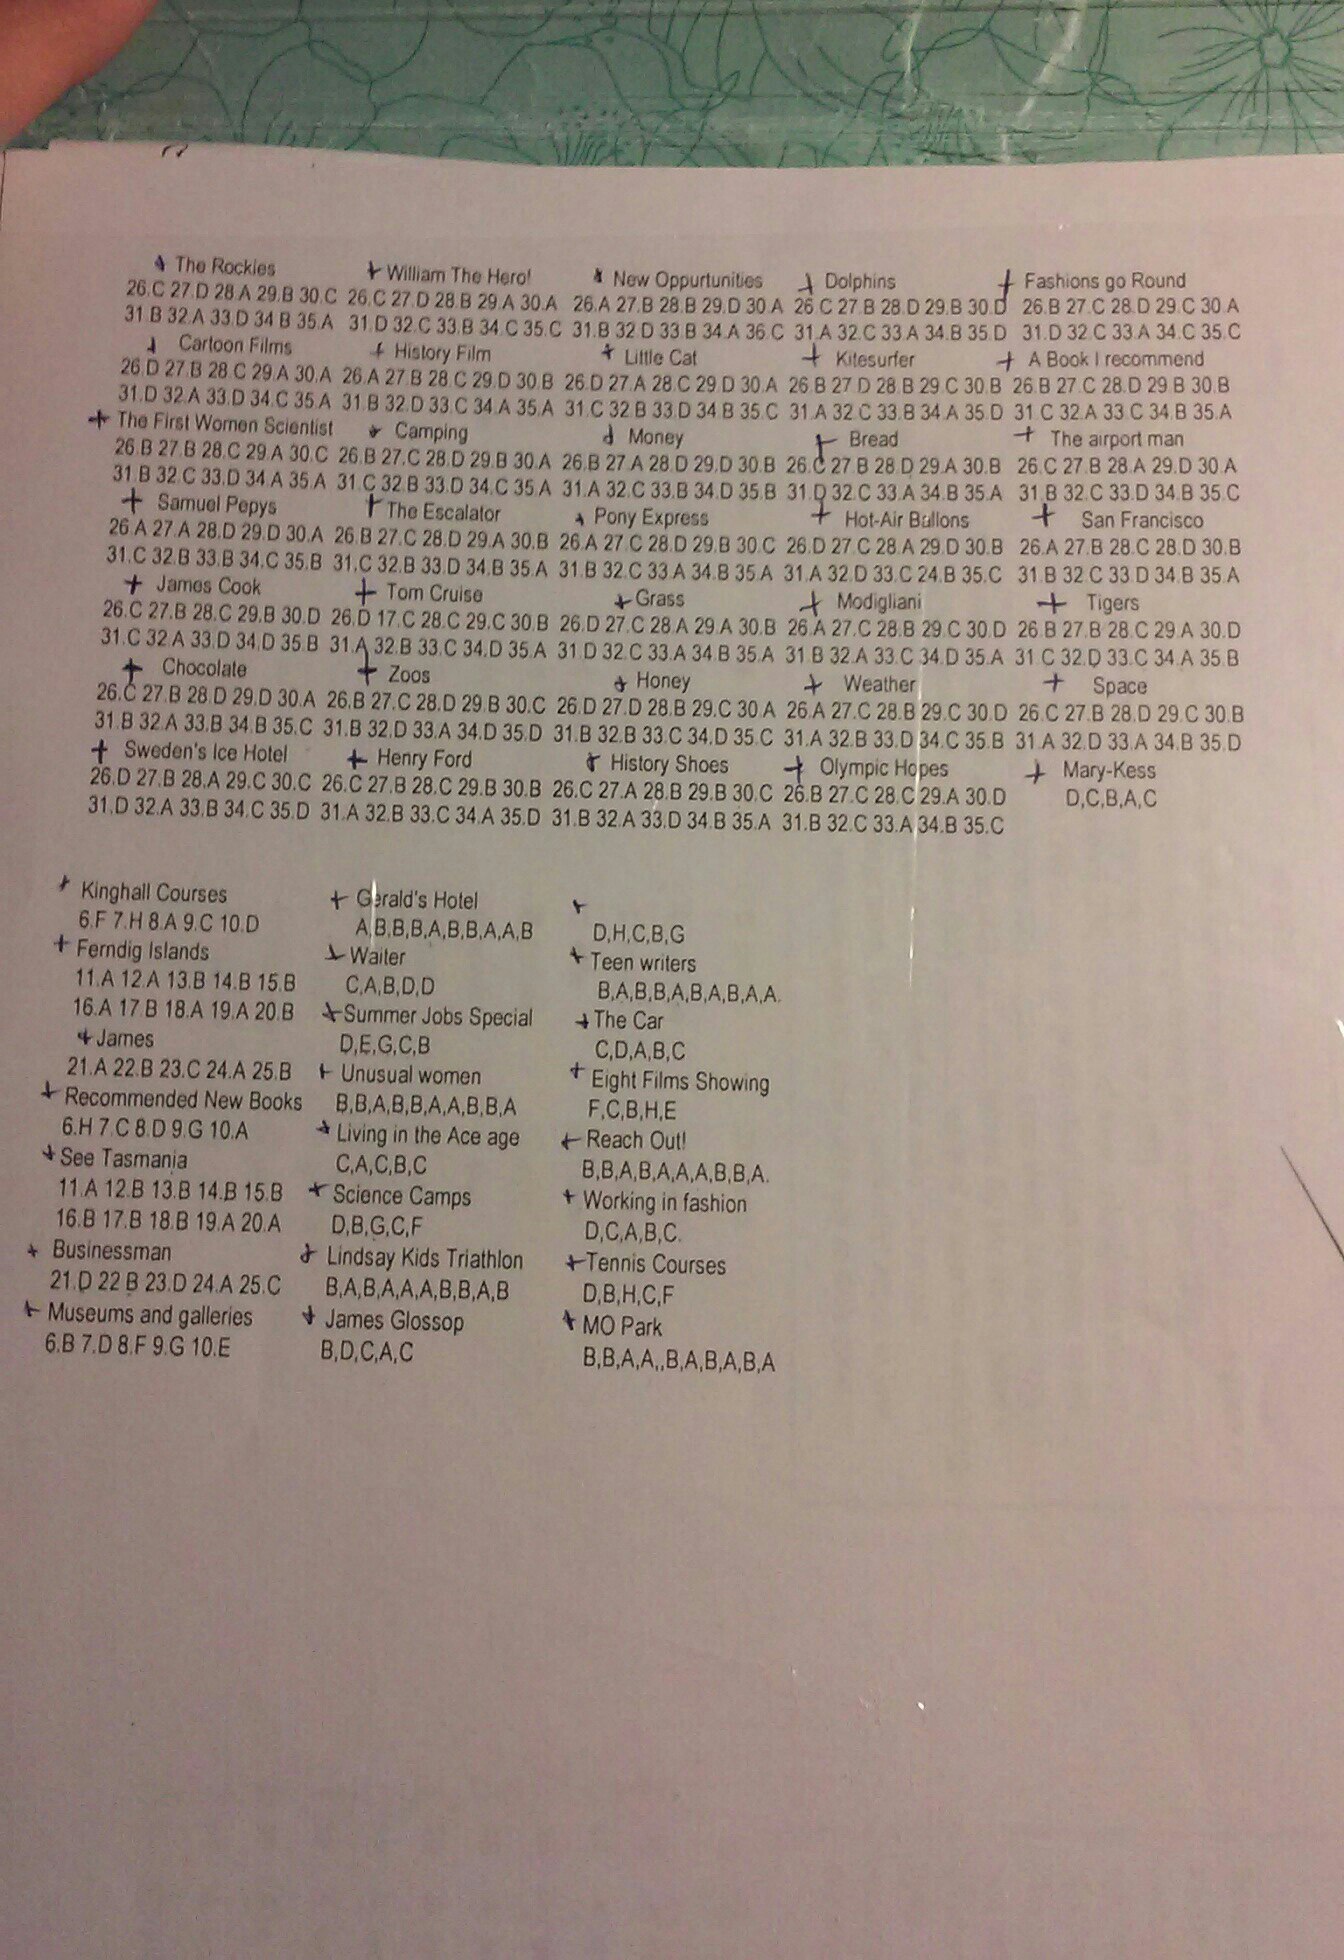 The Rockies William The Hero! New Oppurtunities Dolphins Fashions go Round
26.C 27.D 28.A 29.B 30.C 26.C 27.D 28.B 29.A 30.A 26.A 27.B 28.B 29.D 30.A 26.C 27.B 28.D 29.B 30.D 26.B 27.C 28.D 29.C 30.A
31.B 32.A 33.D 34.B 35.A 31.D 32.C 33.B 34.C 35.C 31.B 32.D 33.B 34.A 36.C 31.A 32.C 33.A 34.B 35.D 31.D 32.C 33.A 34.C 35.C
Cartoon Films History Film Little Cat Kitesurfer A Book I recommend
26.D 27.B 28.C 29.A 30.A 26.A 27.B 28.C 29.D 30.B 26.D 27.A 28.C 29.D 30.A 26.B 27.D 28.B 29.C 30.B 26.B 27.C 28.D 29.B 30.B
31.D 32.A 33.D 34.C 35.A 31.B 32.D 33.C 34.A 35.A 31.C 32.B 33.D 34.B 35.C 31.A 32.C 33.B 34.A 35.D 31.C 32.A 33.C 34.B 35.A
The First Women Scientist Camping Money Bread The airport man
26.B 27.B 28.C 29.A 30.C 26.B 27.C 28.D 29.B 30.A 26.B 27.A 28.D 29.D 30.B 26.C 27.B 28.D 29.A 30.B 26.C 27.B 28.A 29.D 30.A
31.B 32.C 33.D 34.A 35.A 31.C 32.B 33.D 34.C 35.A 31.A 32.C 33.B 34.D 35.B 31.D 32.C 33.A 34.B 35.A 31.B 32.C 33.D 34.B 35.C
Samuel Pepys The Escalator Pony Express Hot-Air Bullons San Francisco
26.A 27.A 28.D 29.D 30.A 26.B 27.C 28.D 29.A 30.B 26.A 27.C 28.D 29.B 30.C 26.D 27.C 28.A 29.D 30.B 26.A 27.B 28.C 28.D 30.B
31.C 32.B 33.B 34.C 35.B 31.C 32.B 33.D 34.B 35.A 31.B 32.C 33.A 34.B 35.A 31.A 32.D 33.C 24.B 35.C 31.B 32.C 33.D 34.B 35.A
James Cook Tom Cruise Grass Modigliani Tigers
26.C 27.B 28.C 29.B 30.D 26.D 17.C 28.C 29.C 30.B 26.D 27.C 28.A 29.A 30.B 26.A 27.C 28.B 29.C 30.D 26.B 27.B 28.C 29.A 30.D
31.C 32.A 33.D 34.D 35.B 31.A 32.B 33.C 34.D 35.A 31.D 32.C 33.A 34.B 35.A 31.B 32.A 33.C 34.D 35.A 31.C 32.D 33.C 34.A 35.B
Chocolate Zoos Honey Weather Space
26.C 27.B 28.D 29.D 30.A 26.B 27.C 28.D 29.B 30.C 26.D 27.D 28.B 29.C 30.A 26.A 27.C 28.B 29.C 30.D 26.C 27.B 28.D 29.C 30.B
31.B 32.A 33.B 34.B 35.C 31.B 32.D 33.A 34.D 35.D 31.B 32.B 33.C 34.D 35.C 31.A 32.B 33.D 34.C 35.B 31.A 32.D 33.A 34.B 35.D
Sweden's Ice Hotel Henry Ford History Shoes Olympic Hopes Mary-Kess
26.D 27.B 28.A 29.C 30.C 26.C 27.B 28.C 29.B 30.B 26.C 27.A 28.B 29.B 30.C 26.B 27.C 28.C 29.A 30.D D,C,B,A,C
31.D 32.A 33.B 34.C 35.D 31.A 32.B 33.C 34.A 35.D 31.B 32.A 33.D 34.B 35.A 31.B 32.C 33.A 34.B 35.C
Kinghall Courses
6.F 7.H 8.A 9.C 10.D
Ferndig Islands
11.A 12.A 13.B 14.B 15.B
16.A 17.B 18.A 19.A 20.B
James
21.A 22.B 23.C 24.A 25.B
Recommended New Books
6.H 7.C 8.D 9.G 10.A
See Tasmania
11.A 12.B 13.B 14.B 15.B
16.B 17.B 18.B 19.A 20.A
Businessman
21.D 22.B 23.D 24.A 25.C
Museums and galleries
6.B 7.D 8.F 9.G 10.E
Gerald's Hotel
A,B,B,B,A,B,B,A,A,B
Waiter
C,A,B,D,D
Summer Jobs Special
D,E,G,C,B
Unusual women
B,B,A,B,B,A,A,B,B,A
Living in the Ace age
C,A,C,B,C
Science Camps
D,B,G,C,F
Lindsay Kids Triathlon
B,A,B,A,A,A,B,B,A,B
James Glossop
B,D,C,A,C
D,H,C,B,G
Teen writers
B,A,B,B,A,B,A,B,A,A.
The Car
C,D,A,B,C
Eight Films Showing
F,C,B,H,E
Reach Out!
B,B,A,B,A,A,A,B,B,A.
Working in fashion
D,C,A,B,C.
Tennis Courses
D,B,H,C,F
MO Park
B,B,A,A,,B,A,B,A,B,A